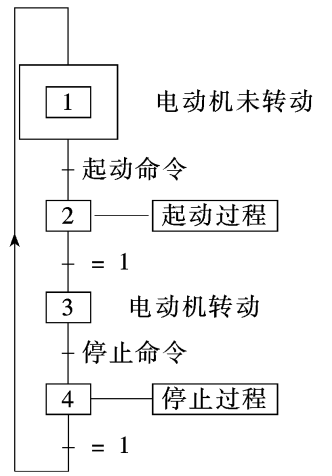 1 电动机未转动
起动命令
2 起动过程
= 1
3 电动机转动
停止命令
4 停止过程
= 1